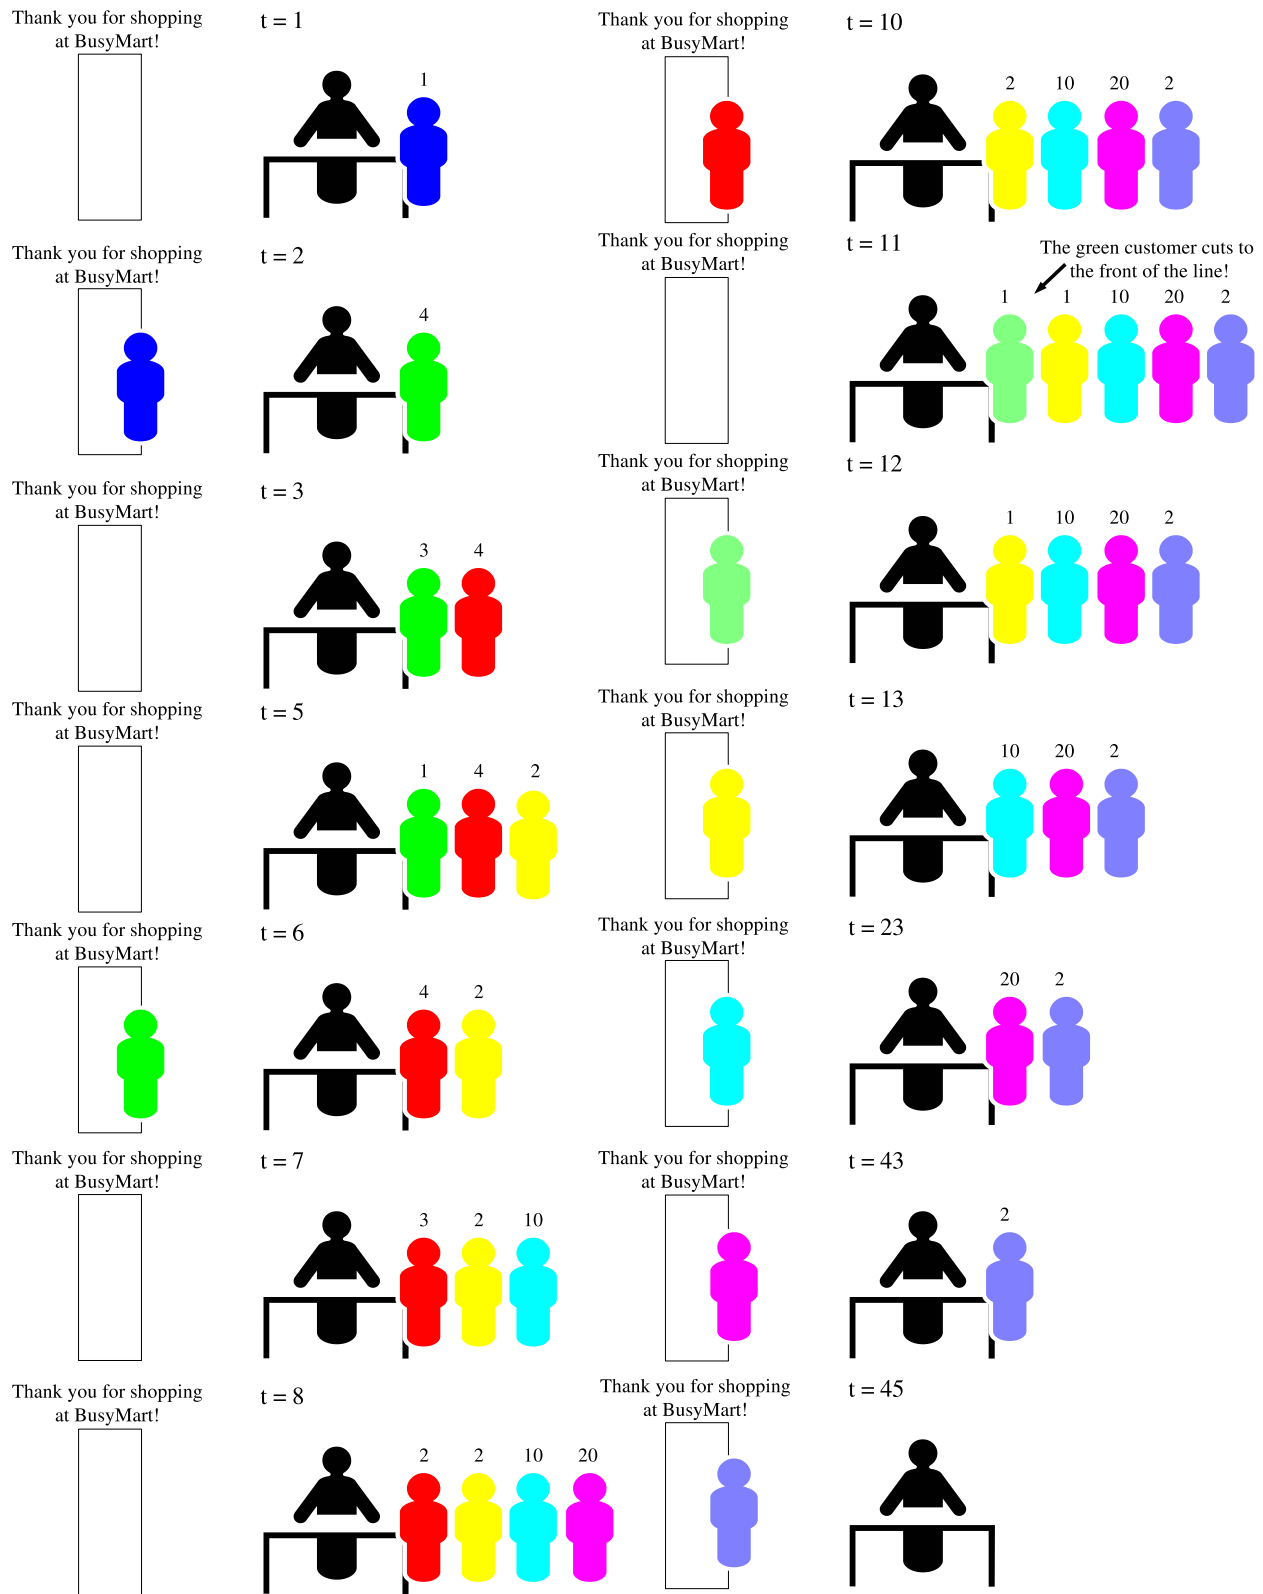 Thank you for shopping
at BusyMart!
t = 1
1
Thank you for shopping
at BusyMart!
t = 2
4
Thank you for shopping
at BusyMart!
t = 3
3 4
Thank you for shopping
at BusyMart!
t = 5
1 4 2
Thank you for shopping
at BusyMart!
t = 6
4 2
Thank you for shopping
at BusyMart!
t = 7
3 2 10
Thank you for shopping
at BusyMart!
t = 8
2 2 10 20
Thank you for shopping
at BusyMart!
t = 10
2 10 20 2
Thank you for shopping
at BusyMart!
t = 11
The green customer cuts to
the front of the line!
1 1 10 20 2
Thank you for shopping
at BusyMart!
t = 12
1 10 20 2
Thank you for shopping
at BusyMart!
t = 13
10 20 2
Thank you for shopping
at BusyMart!
t = 23
20 2
Thank you for shopping
at BusyMart!
t = 43
2
Thank you for shopping
at BusyMart!
t = 45